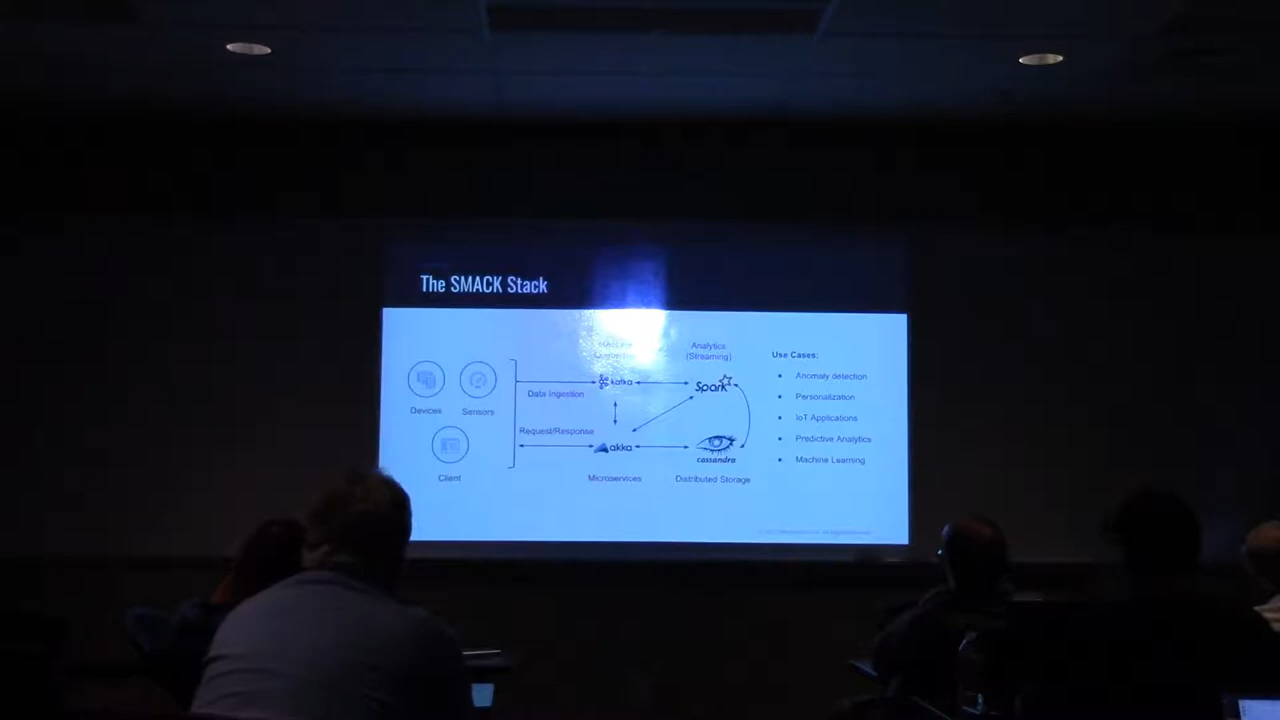 The SMACK Stack
Analytics
(Streaming)
Use Cases:
kafka
Spark
Anomaly detection
Data Ingestion
Personalization
Devices
Sensors
IoT Applications
Request/Response
Predictive Analytics
akka
cassandra
Machine Learning
Client
Microservices
Distributed Storage